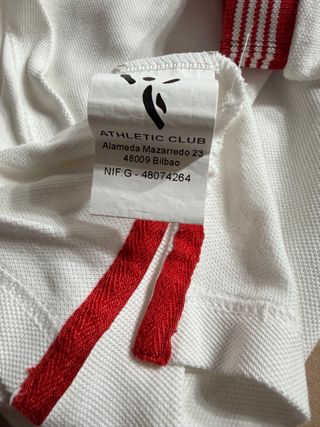 ATHLETIC CLUB
Alameda Mazarredo 23
48009 Bilbao
NIF.G - 48074264